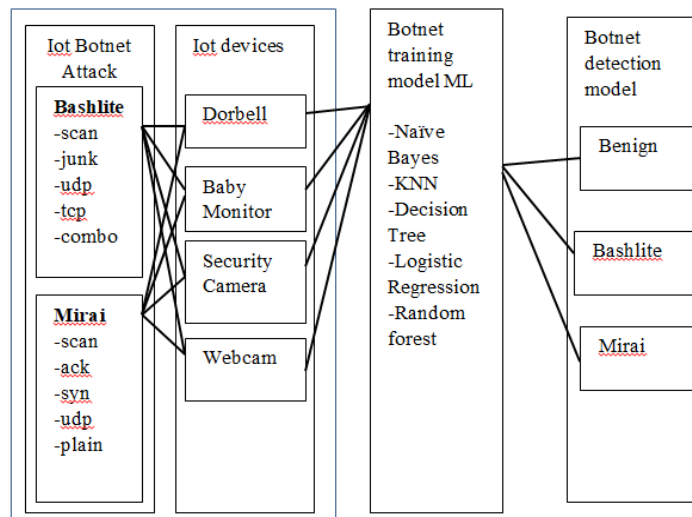 Iot Botnet
Attack
Bashlite
-scan
-junk
-udp
-tcp
-combo
Mirai
-scan
-ack
-syn
-udp
-plain
Iot devices
Dorbell
Baby
Monitor
Security
Camera
Webcam
Botnet
training
model ML
-Naïve
Bayes
-KNN
-Decision
Tree
-Logistic
Regression
-Random
forest
Botnet
detection
model
Benign
Bashlite
Mirai